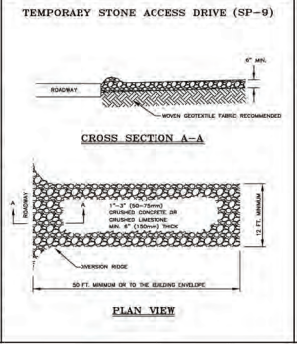 TEMPORARY STONE ACCESS DRIVE (SP-9)
6" MIN.
ROADWAY
WOVEN GEOTEXTILE FABRIC RECOMMENDED
CROSS SECTION A-A
ROADWAY
A
A
1"-3" (50-75mm)
CRUSHED CONCRETE OR
CRUSHED LIMESTONE
MIN. 6" (150mm) THICK
12 FT. MINIMUM
DIVERSION RIDGE
50 FT. MINIMUM OR TO THE BUILDING ENVELOPE
PLAN VIEW